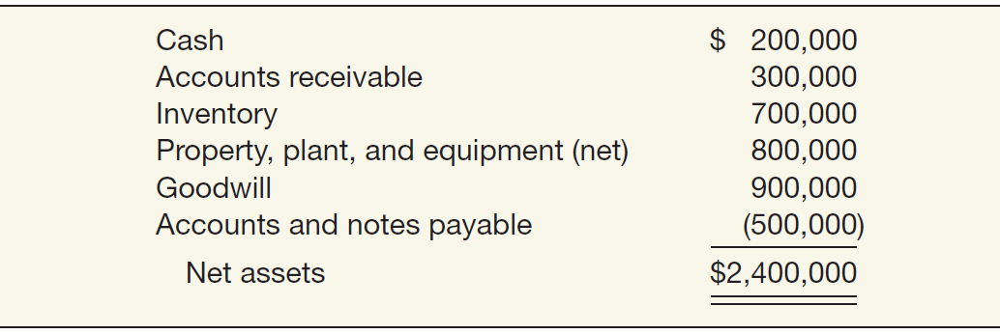 Cash $ 200,000
Accounts receivable 300,000
Inventory 700,000
Property, plant, and equipment (net) 800,000
Goodwill 900,000
Accounts and notes payable (500,000)
Net assets $2,400,000